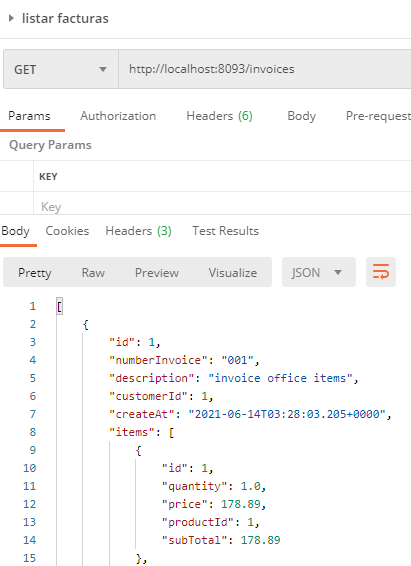 listar facturas
GET http://localhost:8093/invoices
Params Authorization Headers (6) Body Pre-request
Query Params
KEY
Key
Body Cookies Headers (3) Test Results
Pretty Raw Preview Visualize JSON
1 [
2 {
3 "id": 1,
4 "numberInvoice": "001",
5 "description": "invoice office items",
6 "customerId": 1,
7 "createAt": "2021-06-14T03:28:03.205+0000",
8 "items": [
9 {
10 "id": 1,
11 "quantity": 1.0,
12 "price": 178.89,
13 "productId": 1,
14 "subTotal": 178.89
15 },